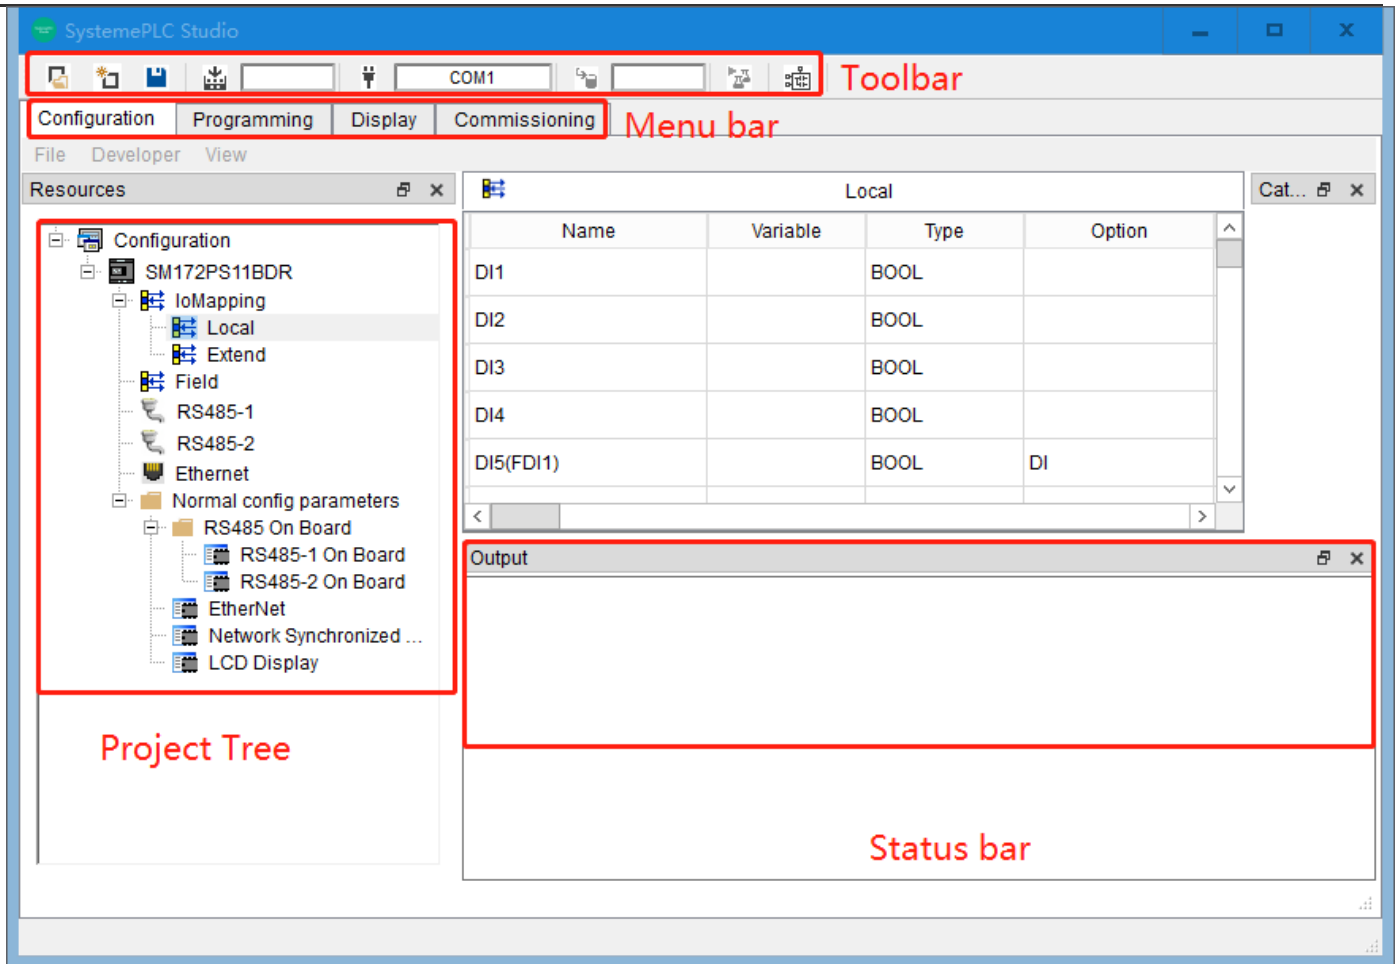 SystemePLC Studio
COM1
Toolbar
Configuration Programming Display Commissioning
Menu bar
File Developer View
Resources
Local
Cat...
Configuration
SM172PS11BDR
IoMapping
Local
Extend
Field
RS485-1
RS485-2
Ethernet
Normal config parameters
RS485 On Board
RS485-1 On Board
RS485-2 On Board
EtherNet
Network Synchronized ...
LCD Display
Project Tree
Name Variable Type Option
DI1 BOOL
DI2 BOOL
DI3 BOOL
DI4 BOOL
DI5(FDI1) BOOL DI
Output
Status bar